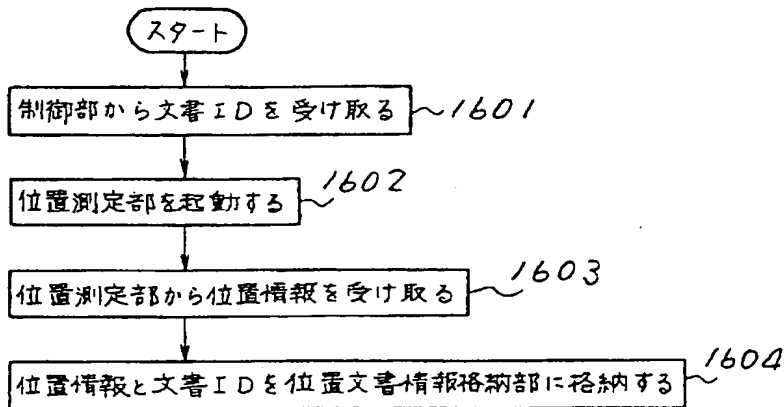 スタート
制御部から文書IDを受け取る 1601
位置測定部を起動する 1602
位置測定部から位置情報を受け取る 1603
位置情報と文書IDを位置文書情報格納部に格納する 1604